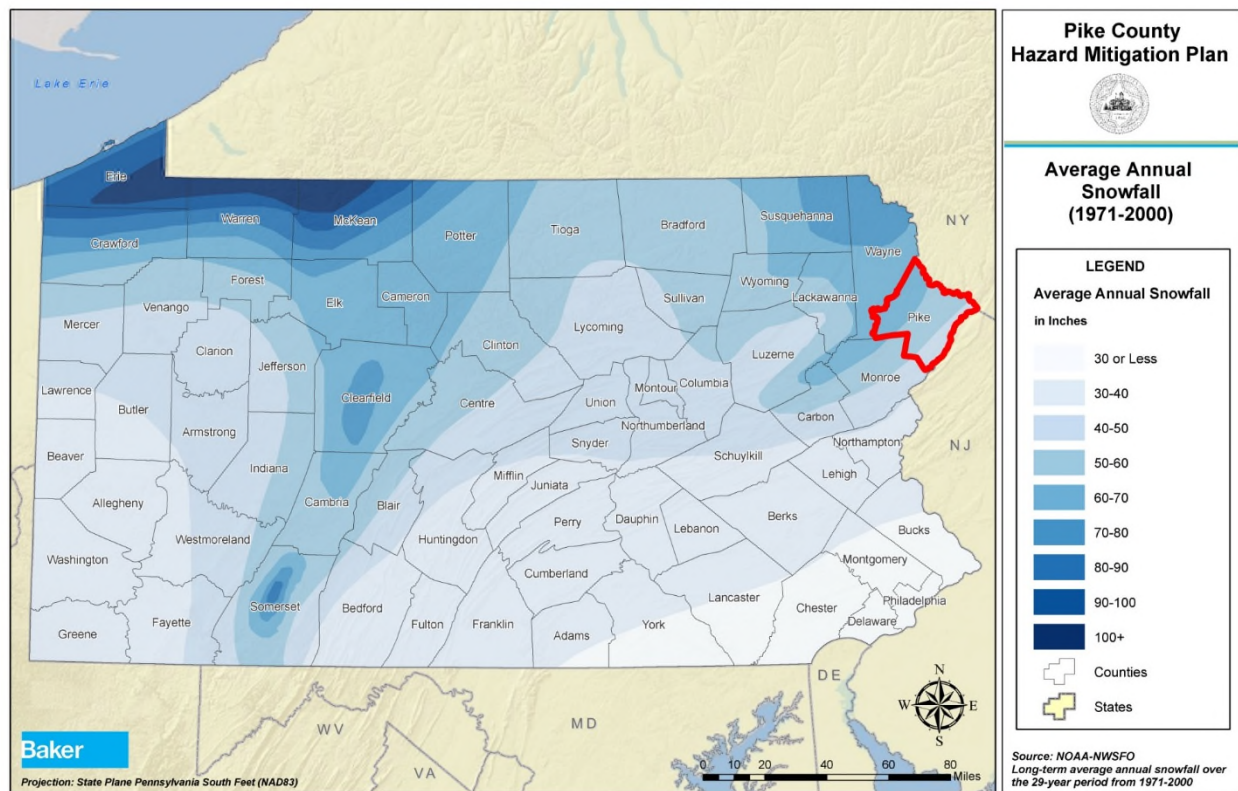 Lake Erie
Erie
Warren
McKean
Crawford
Potter
Tioga
Bradford
Susquehanna
Wayne
NY
Forest
Elk
Cameron
Sullivan
Wyoming
Lackawanna
Pike
Mercer
Venango
Clarion
Jefferson
Clinton
Lycoming
Luzerne
Monroe
Lawrence
Butler
Armstrong
Clearfield
Centre
Union
Montour
Columbia
Northumberland
Carbon
Northampton
NJ
Beaver
Indiana
Snyder
Schuylkill
Lehigh
Allegheny
Cambria
Blair
Mifflin
Juniata
Perry
Dauphin
Lebanon
Berks
Bucks
Washington
Westmoreland
Huntingdon
Cumberland
Montgomery
Greene
Fayette
Somerset
Bedford
Fulton
Franklin
Adams
York
Lancaster
Chester
Delaware
Philadelphia
WV
VA
MD
DE
N
W
E
S
0 10 20 40 60 80
Miles
Baker
Projection: State Plane Pennsylvania South Feet (NAD83)
Pike County
Hazard Mitigation Plan
Average Annual
Snowfall
(1971-2000)
LEGEND
Average Annual Snowfall
in Inches
30 or Less
30-40
40-50
50-60
60-70
70-80
80-90
90-100
100+
Counties
States
Source: NOAA-NWSFO
Long-term average annual snowfall over
the 29-year period from 1971-2000